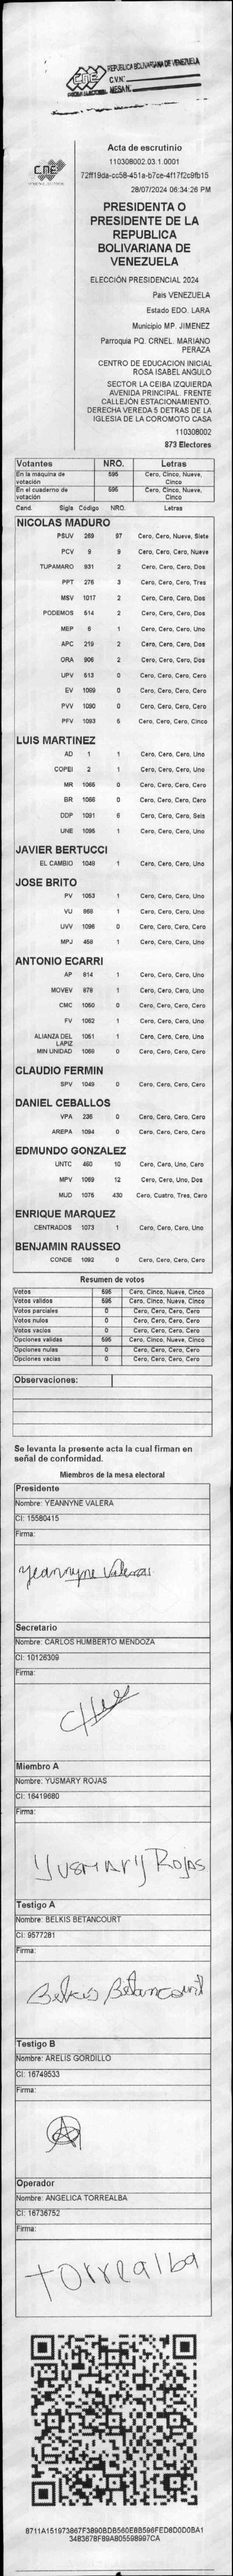 REPUBLICA BOLIVARIANA DE VENEZUELA
CNE
C.V.N°
MESA N.
Acta de escrutinio
110308002.03.1.0001
72ff19da-cc58-451a-b7ce-4f17f2c9fb15
28/07/2024 06:34:26 PM
PRESIDENTA O
PRESIDENTE DE LA
REPUBLICA
BOLIVARIANA DE
VENEZUELA
ELECCIÓN PRESIDENCIAL 2024
Pais VENEZUELA
Estado EDO. LARA
Municipio MP. JIMENEZ
Parroquia PQ. CRNEL. MARIANO
PERAZA
CENTRO DE EDUCACION INICIAL
ROSA ISABEL ANGULO
SECTOR LA CEIBA IZQUIERDA
AVENIDA PRINCIPAL. FRENTE
CALLEJÓN ESTACIONAMIENTO.
DERECHA VEREDA 5 DETRAS DE LA
IGLESIA DE LA COROMOTO CASA
110308002
873 Electores
Votantes NRO. Letras
En la maquina de votación 595 Cero, Cinco, Nueve, Cinco
En el cuaderno de votación 595 Cero, Cinco, Nueve, Cinco
Cand. Sigla Código NRO. Letras
NICOLAS MADURO
PSUV 269 97 Cero, Cero, Nueve, Siete
PCV 9 9 Cero, Cero, Cero, Nueve
TUPAMARO 931 2 Cero, Cero, Cero, Dos
PPT 276 3 Cero, Cero, Cero, Tres
MSV 1017 2 Cero, Cero, Cero, Dos
PODEMOS 514 2 Cero, Cero, Cero, Dos
MEP 6 1 Cero, Cero, Cero, Uno
APC 219 2 Cero, Cero, Cero, Dos
ORA 906 2 Cero, Cero, Cero, Dos
UPV 613 0 Cero, Cero, Cero, Cero
EV 1089 0 Cero, Cero, Cero, Cero
PVV 1090 0 Cero, Cero, Cero, Cero
PFV 1093 5 Cero, Cero, Cero, Cinco
LUIS MARTINEZ
AD 1 1 Cero, Cero, Cero, Uno
COPEI 2 1 Cero, Cero, Cero, Uno
MR 1065 0 Cero, Cero, Cero, Cero
BR 1066 0 Cero, Cero, Cero, Cero
DDP 1091 6 Cero, Cero, Cero, Seis
UNE 1095 1 Cero, Cero, Cero, Uno
JAVIER BERTUCCI
EL CAMBIO 1048 1 Cero, Cero, Cero, Uno
JOSE BRITO
PV 1053 1 Cero, Cero, Cero, Uno
VU 868 1 Cero, Cero, Cero, Uno
UVV 1096 0 Cero, Cero, Cero, Cero
MPJ 458 1 Cero, Cero, Cero, Uno
ANTONIO ECARRI
AP 814 1 Cero, Cero, Cero, Uno
MOVEV 878 1 Cero, Cero, Cero, Uno
CMC 1050 0 Cero, Cero, Cero, Cero
FV 1062 1 Cero, Cero, Cero, Uno
ALIANZA DEL LAPIZ 1051 1 Cero, Cero, Cero, Uno
MIN UNIDAD 1069 0 Cero, Cero, Cero, Cero
CLAUDIO FERMIN
SPV 1049 0 Cero, Cero, Cero, Cero
DANIEL CEBALLOS
VPA 236 0 Cero, Cero, Cero, Cero
AREPA 1094 0 Cero, Cero, Cero, Cero
EDMUNDO GONZALEZ
UNTC 460 10 Cero, Cero, Uno, Cero
MPV 1069 12 Cero, Cero, Uno, Dos
MUD 1076 430 Cero, Cuatro, Tres, Cero
ENRIQUE MARQUEZ
CENTRADOS 1073 1 Cero, Cero, Cero, Uno
BENJAMIN RAUSSEO
CONDE 1092 0 Cero, Cero, Cero, Cero
Resumen de votos
Votos 595 Cero, Cinco, Nueve, Cinco
Votos validos 595 Cero, Cinco, Nueve, Cinco
Votos parciales 0 Cero, Cero, Cero, Cero
Votos nulos 0 Cero, Cero, Cero, Cero
Votos vacios 0 Cero, Cero, Cero, Cero
Opciones validas 595 Cero, Cinco, Nueve, Cinco
Opciones nulas 0 Cero, Cero, Cero, Cero
Opciones vacias 0 Cero, Cero, Cero, Cero
Observaciones:
Se levanta la presente acta la cual firman en
señal de conformidad.
Miembros de la mesa electoral
Presidente
Nombre: YEANNYNE VALERA
CI: 15580415
Firma:
Yeannyne Valera
Secretario
Nombre: CARLOS HUMBERTO MENDOZA
CI: 10126309
Firma:
Miembro A
Nombre: YUSMARY ROJAS
CI: 16419680
Firma:
Yusmary Rojas
Testigo A
Nombre: BELKIS BETANCOURT
CI: 9577281
Firma:
Belkis Betancourt
Testigo B
Nombre: ARELIS GORDILLO
CI: 16749533
Firma:
Operador
Nombre: ANGELICA TORREALBA
CI: 16736752
Firma:
Torrealba
8711A151973867F3890BDB560E8B596FED6D0D0BA1
3483678F89A805598997CA